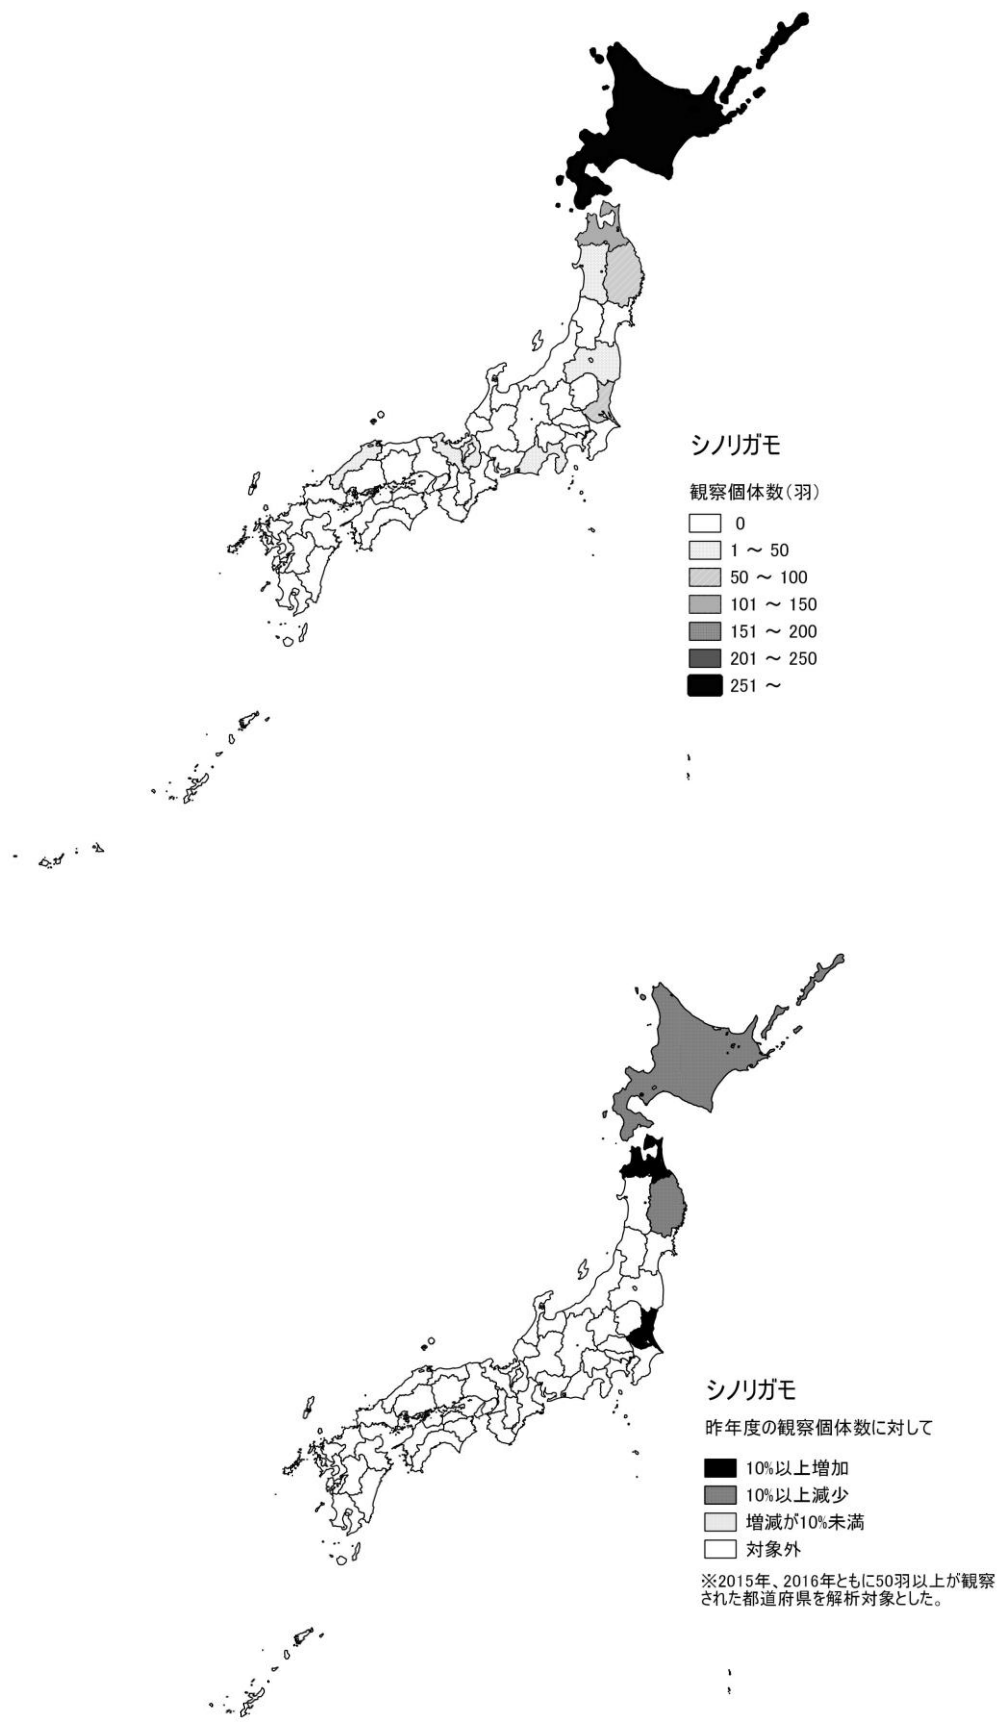 シノリガモ
観察個体数(羽)
0
1 ～ 50
50 ～ 100
101 ～ 150
151 ～ 200
201 ～ 250
251 ～
シノリガモ
昨年度の観察個体数に対して
10%以上増加
10%以上減少
増減が10%未満
対象外
※2015年、2016年ともに50羽以上が観察
された都道府県を解析対象とした。